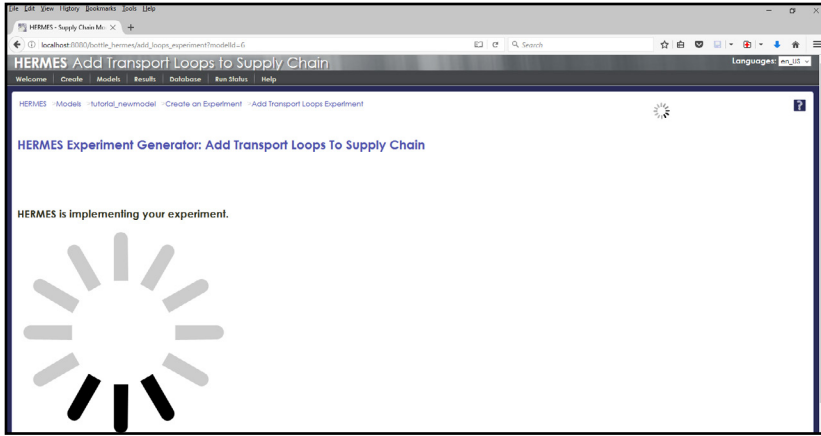 File Edit View History Bookmarks Tools Help
HERMES - Supply Chain Mo
localhost:8080/bottle_hermes/add_loops_experiment?modelId=6
Search
HERMES Add Transport Loops to Supply Chain
Languages: en_US
Welcome Create Models Results Database Run Status Help
HERMES >Models >tutorial_newmodel >Create an Experiment >Add Transport Loops Experiment
?
HERMES Experiment Generator: Add Transport Loops To Supply Chain
HERMES is implementing your experiment.